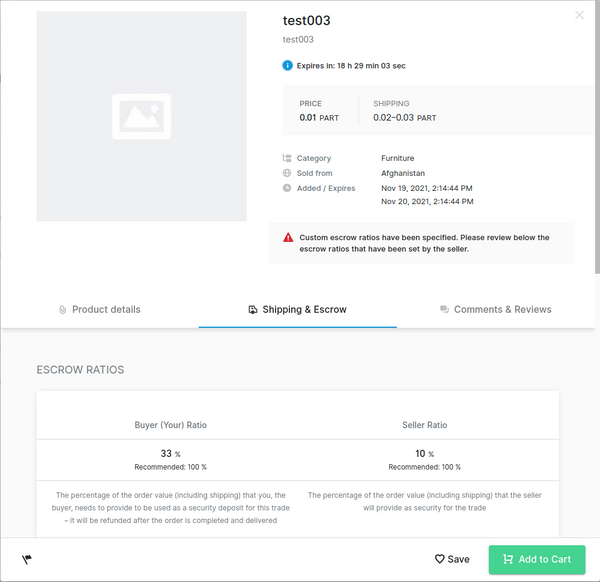 test003
test003
Expires in: 18 h 29 min 03 sec
PRICE
0.01 PART
SHIPPING
0.02–0.03 PART
Category Furniture
Sold from Afghanistan
Added / Expires Nov 19, 2021, 2:14:44 PM
Nov 20, 2021, 2:14:44 PM
Custom escrow ratios have been specified. Please review below the
escrow ratios that have been set by the seller.
Product details
Shipping & Escrow
Comments & Reviews
ESCROW RATIOS
Buyer (Your) Ratio
33 %
Recommended: 100 %
The percentage of the order value (including shipping) that you, the
buyer, needs to provide to be used as a security deposit for this trade
– it will be refunded after the order is completed and delivered
Seller Ratio
10 %
Recommended: 100 %
The percentage of the order value (including shipping) that the seller
will provide as security for the trade
Save
Add to Cart